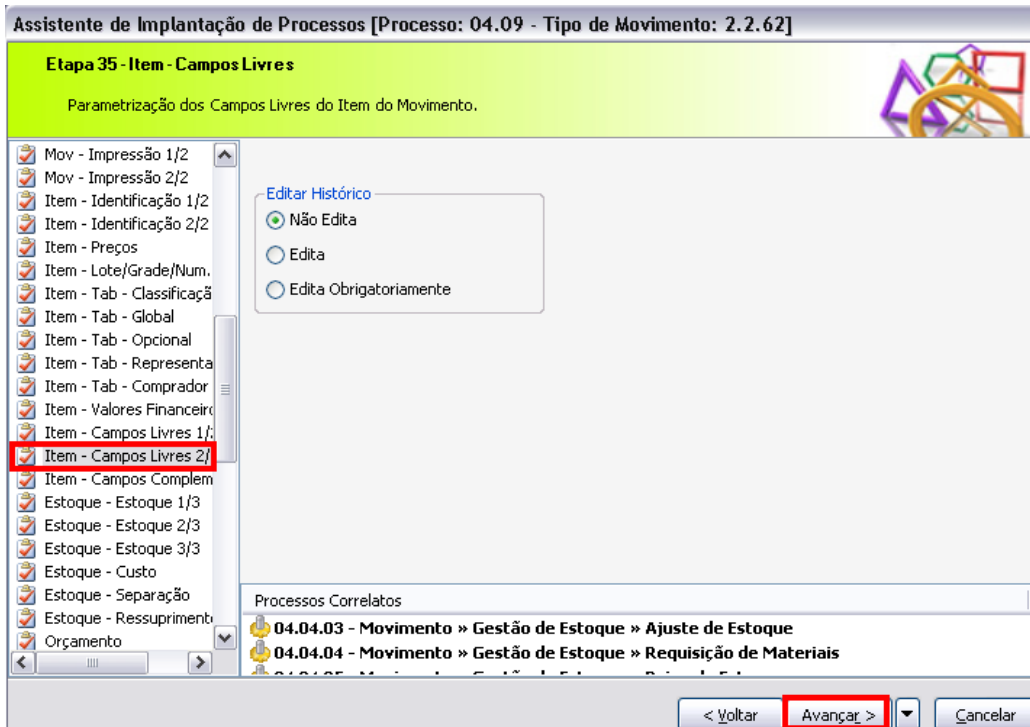 Assistente de Implantação de Processos [Processo: 04.09 - Tipo de Movimento: 2.2.62]
Etapa 35 - Item - Campos Livres
Parametrização dos Campos Livres do Item do Movimento.
Mov - Impressão 1/2
Mov - Impressão 2/2
Item - Identificação 1/2
Item - Identificação 2/2
Item - Preços
Item - Lote/Grade/Num.
Item - Tab - Classificaçã
Item - Tab - Global
Item - Tab - Opcional
Item - Tab - Representa
Item - Tab - Comprador
Item - Valores Financeiro
Item - Campos Livres 1/2
Item - Campos Livres 2/
Item - Campos Complem
Estoque - Estoque 1/3
Estoque - Estoque 2/3
Estoque - Estoque 3/3
Estoque - Custo
Estoque - Separação
Estoque - Ressupriment
Orçamento
Editar Histórico
Não Edita
Edita
Edita Obrigatoriamente
Processos Correlatos
04.04.03 - Movimento » Gestão de Estoque » Ajuste de Estoque
04.04.04 - Movimento » Gestão de Estoque » Requisição de Materiais
< Voltar
Avançar >
Cancelar